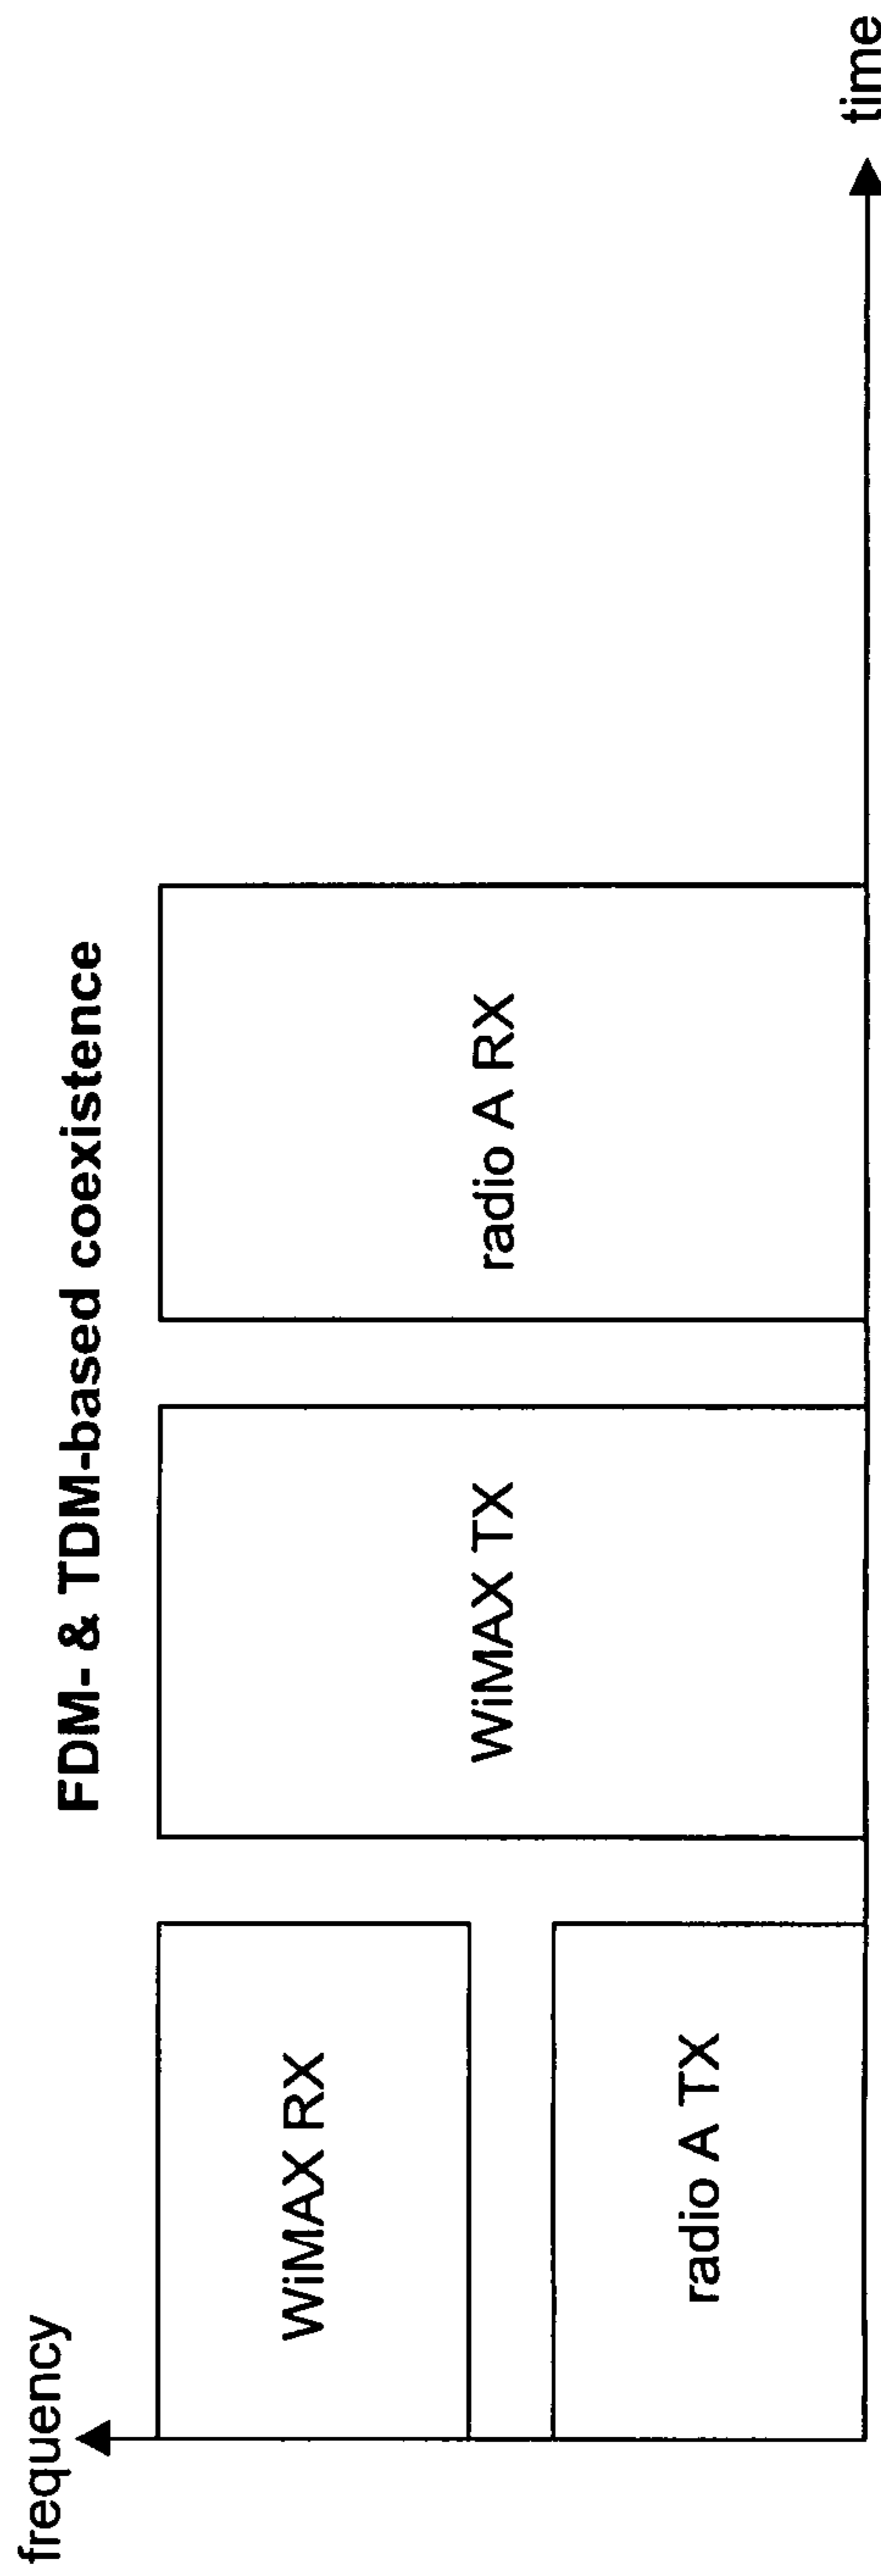 FDM- & TDM-based coexistence
frequency
WiMAX RX
radio A TX
WiMAX TX
radio A RX
time